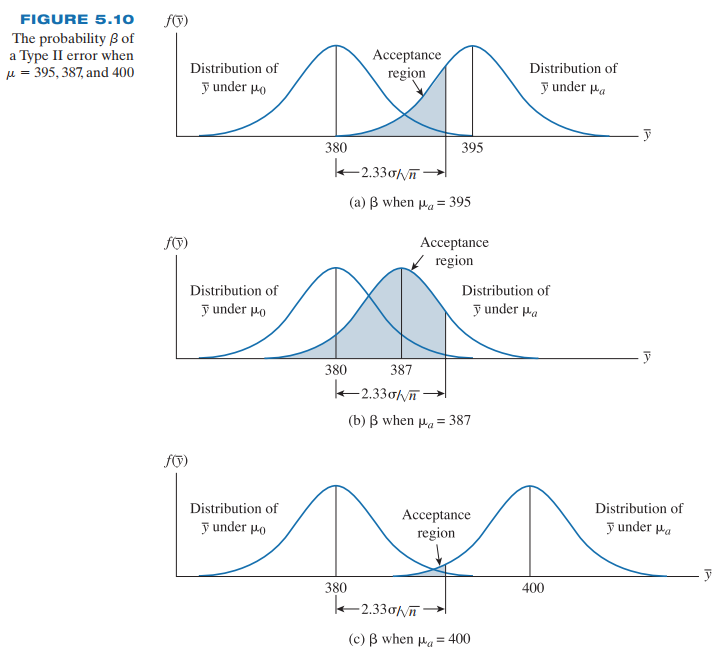 FIGURE 5.10
The probability β of
a Type II error when
μ = 395, 387, and 400
f(y̅)
Distribution of
y̅ under μ₀
Acceptance
region
Distribution of
y̅ under μₐ
y̅
380
395
2.33σ/√n
(a) β when μₐ = 395
f(y̅)
Acceptance
region
Distribution of
y̅ under μ₀
Distribution of
y̅ under μₐ
y̅
380
387
2.33σ/√n
(b) β when μₐ = 387
f(y̅)
Distribution of
y̅ under μ₀
Acceptance
region
Distribution of
y̅ under μₐ
y̅
380
400
2.33σ/√n
(c) β when μₐ = 400